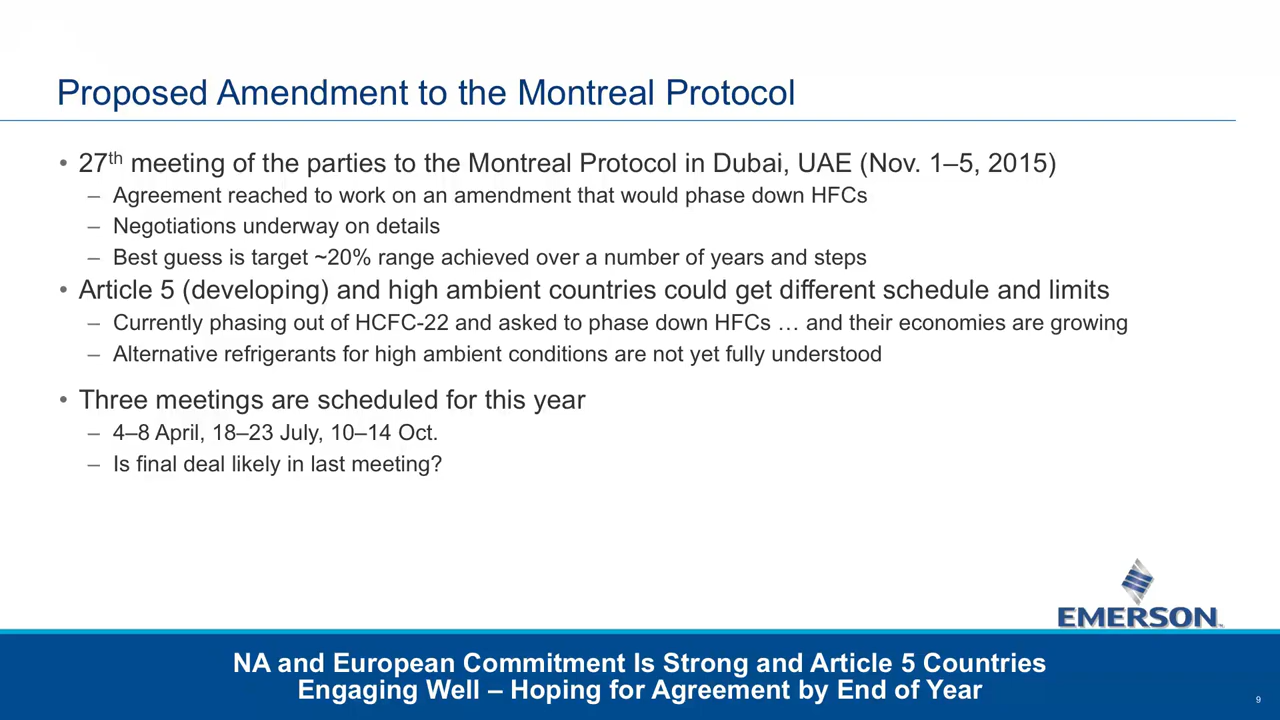 Proposed Amendment to the Montreal Protocol
• 27th meeting of the parties to the Montreal Protocol in Dubai, UAE (Nov. 1–5, 2015)
– Agreement reached to work on an amendment that would phase down HFCs
– Negotiations underway on details
– Best guess is target ~20% range achieved over a number of years and steps
• Article 5 (developing) and high ambient countries could get different schedule and limits
– Currently phasing out of HCFC-22 and asked to phase down HFCs … and their economies are growing
– Alternative refrigerants for high ambient conditions are not yet fully understood
• Three meetings are scheduled for this year
– 4–8 April, 18–23 July, 10–14 Oct.
– Is final deal likely in last meeting?
EMERSON
NA and European Commitment Is Strong and Article 5 Countries
Engaging Well – Hoping for Agreement by End of Year
9